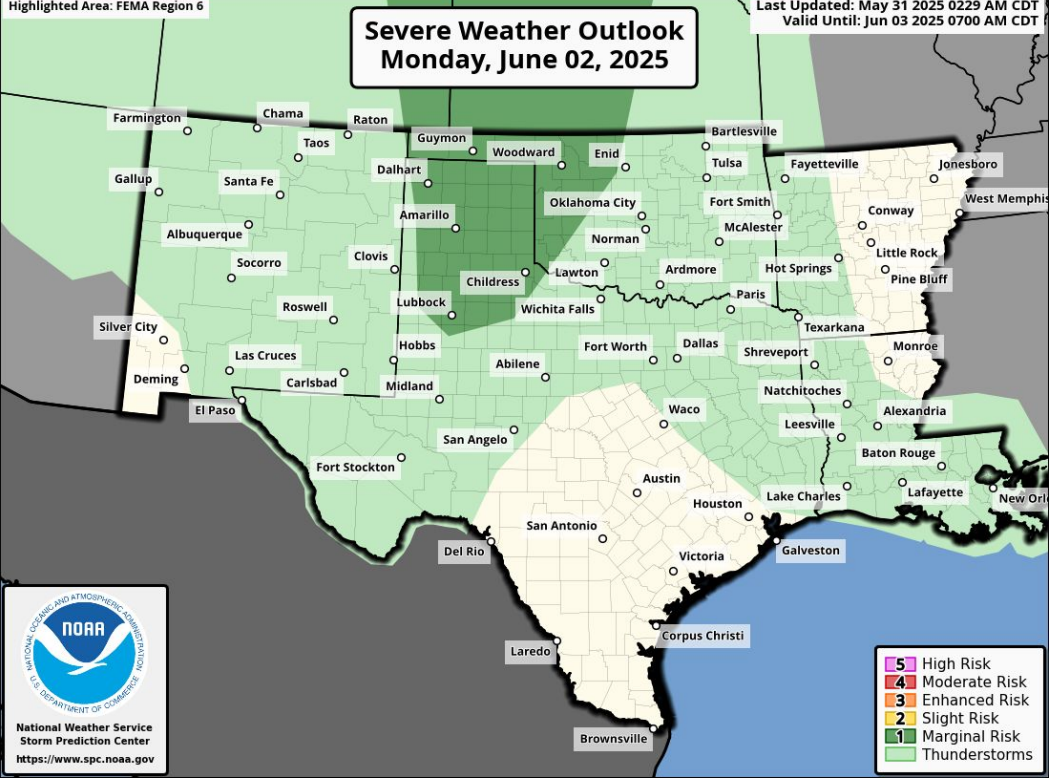 Highlighted Area: FEMA Region 6
Last Updated: May 31 2025 0229 AM CDT
Valid Until: Jun 03 2025 0700 AM CDT
Severe Weather Outlook
Monday, June 02, 2025
Farmington
Chama
Raton
Taos
Guymon
Woodward
Enid
Bartlesville
Tulsa
Fayetteville
Jonesboro
Gallup
Santa Fe
Dalhart
Albuquerque
Amarillo
Oklahoma City
Norman
Fort Smith
McAlester
Conway
West Memphis
Socorro
Clovis
Childress
Lawton
Ardmore
Hot Springs
Little Rock
Pine Bluff
Roswell
Lubbock
Wichita Falls
Paris
Texarkana
Silver City
Deming
Las Cruces
Carlsbad
Hobbs
Midland
Abilene
Fort Worth
Dallas
Shreveport
Monroe
El Paso
San Angelo
Waco
Natchitoches
Leesville
Alexandria
Fort Stockton
Austin
Houston
Lake Charles
Baton Rouge
Lafayette
New Orl
Del Rio
San Antonio
Victoria
Galveston
Laredo
Corpus Christi
Brownsville
NATIONAL OCEANIC AND ATMOSPHERIC ADMINISTRATION
NOAA
U.S. DEPARTMENT OF COMMERCE
National Weather Service
Storm Prediction Center
https://www.spc.noaa.gov
5 High Risk
4 Moderate Risk
3 Enhanced Risk
2 Slight Risk
1 Marginal Risk
Thunderstorms